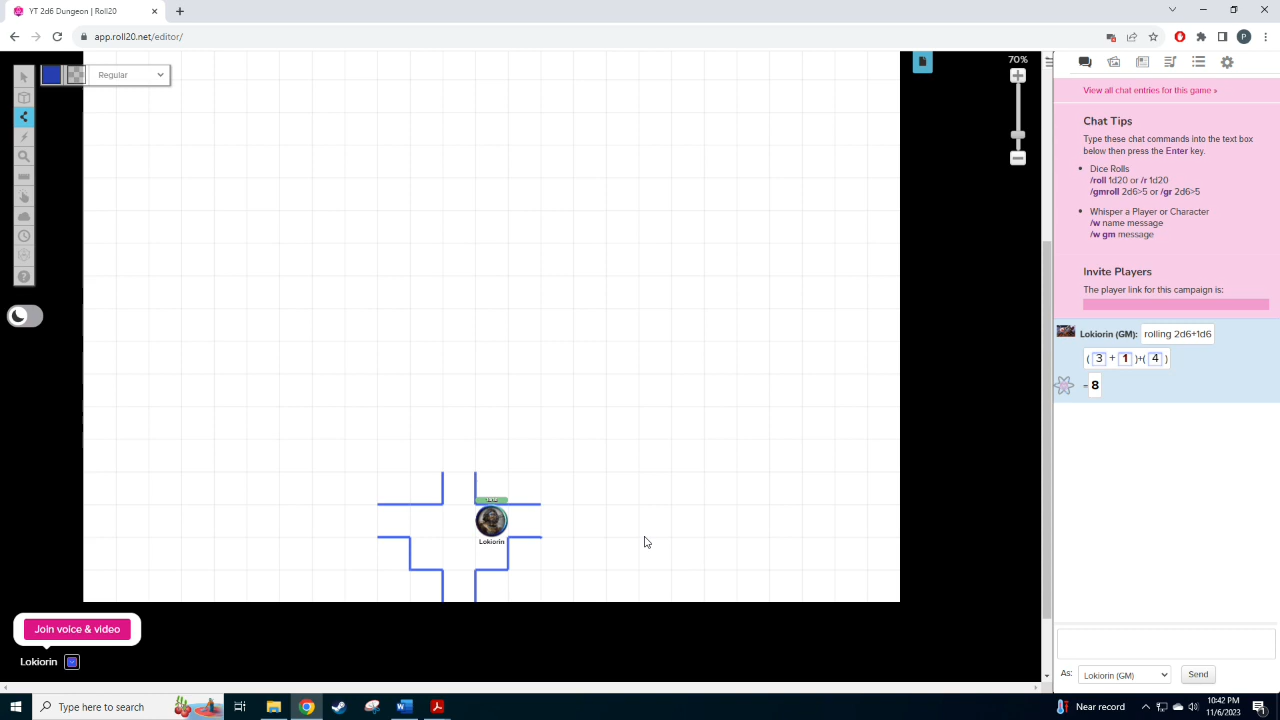 YT 2d6 Dungeon | Roll20
app.roll20.net/editor/
P
Regular
70%
View all chat entries for this game »
Chat Tips
Type these chat commands into the text box
below then press the Enter key.
Dice Rolls
/roll 1d20 or /r 1d20
/gmroll 2d6>5 or /gr 2d6>5
Whisper a Player or Character
/w name message
/w gm message
Invite Players
The player link for this campaign is:
Lokiorin (GM): rolling 2d6+1d6
( 3 + 1 )+( 4 )
= 8
Lokiorin
Join voice & video
Lokiorin
As: Lokiorin (GM) Send
Type here to search
Near record
10:42 PM
11/6/2023